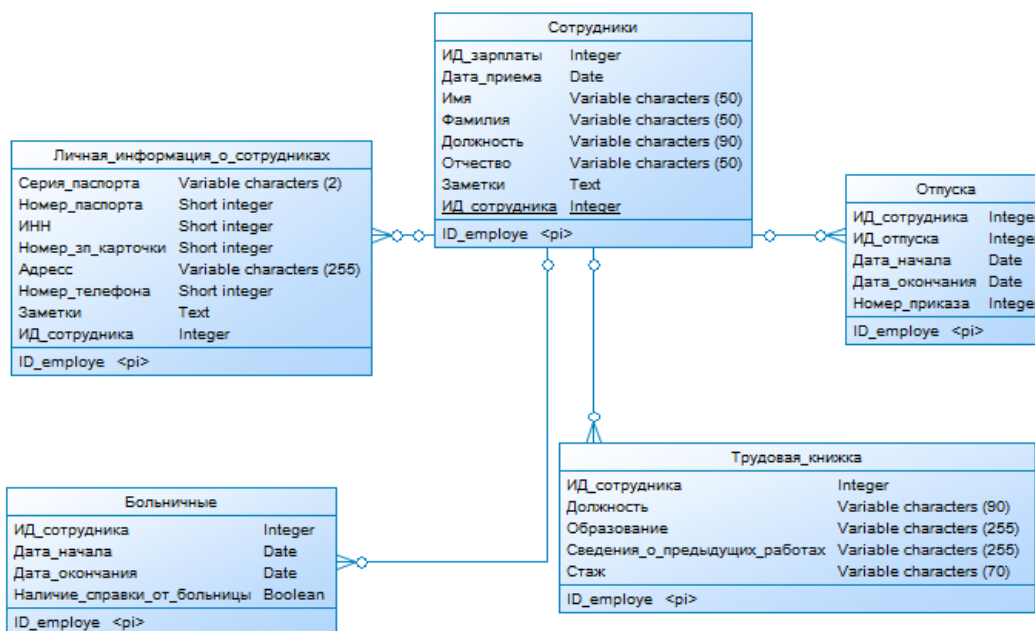 Сотрудники
ИД_зарплаты Integer
Дата_приема Date
Имя Variable characters (50)
Фамилия Variable characters (50)
Должность Variable characters (90)
Отчество Variable characters (50)
Заметки Text
ИД_сотрудника Integer
ID_employe <pi>
Личная_информация_о_сотрудниках
Серия_паспорта Variable characters (2)
Номер_паспорта Short integer
ИНН Short integer
Номер_зп_карточки Short integer
Адресс Variable characters (255)
Номер_телефона Short integer
Заметки Text
ИД_сотрудника Integer
ID_employe <pi>
Отпуска
ИД_сотрудника Integer
ИД_отпуска Integer
Дата_начала Date
Дата_окончания Date
Номер_приказа Integer
ID_employe <pi>
Трудовая_книжка
ИД_сотрудника Integer
Должность Variable characters (90)
Образование Variable characters (255)
Сведения_о_предыдущих_работах Variable characters (255)
Стаж Variable characters (70)
ID_employe <pi>
Больничные
ИД_сотрудника Integer
Дата_начала Date
Дата_окончания Date
Наличие_справки_от_больницы Boolean
ID_employe <pi>